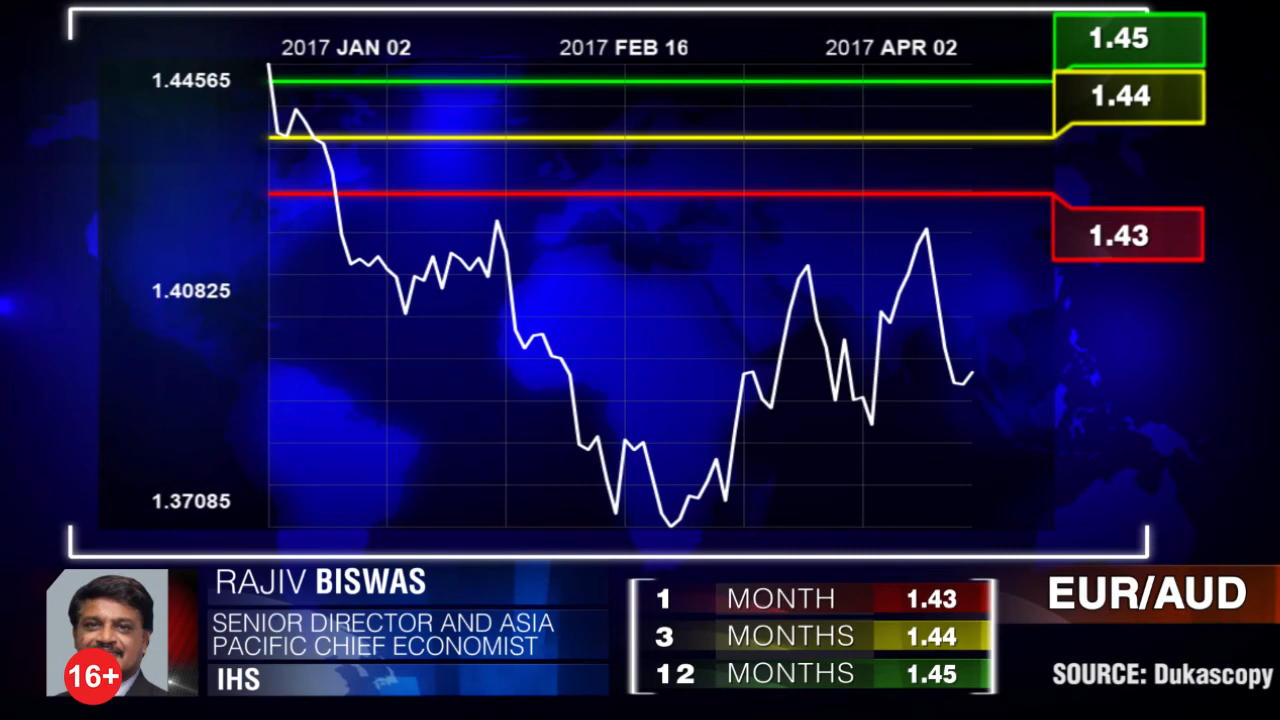 2017 JAN 02
2017 FEB 16
2017 APR 02
1.45
1.44565
1.44
1.43
1.40825
1.37085
RAJIV BISWAS
SENIOR DIRECTOR AND ASIA
PACIFIC CHIEF ECONOMIST
IHS
16+
1 MONTH 1.43
3 MONTHS 1.44
12 MONTHS 1.45
EUR/AUD
SOURCE: Dukascopy